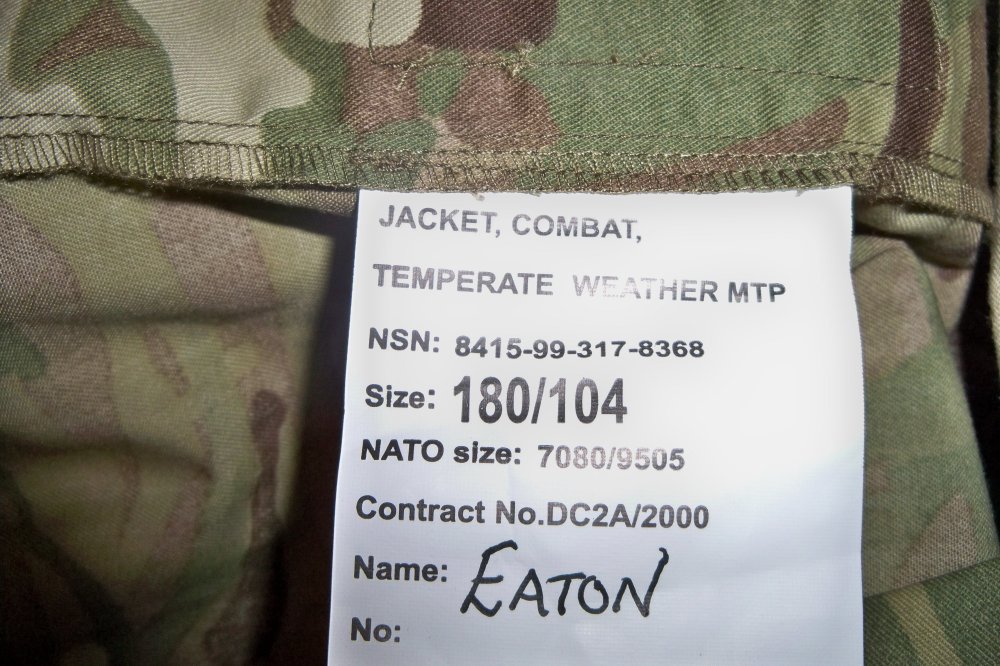 JACKET, COMBAT,
TEMPERATE WEATHER MTP
NSN: 8415-99-317-8368
Size: 180/104
NATO size: 7080/9505
Contract No.DC2A/2000
Name: EATON
No: